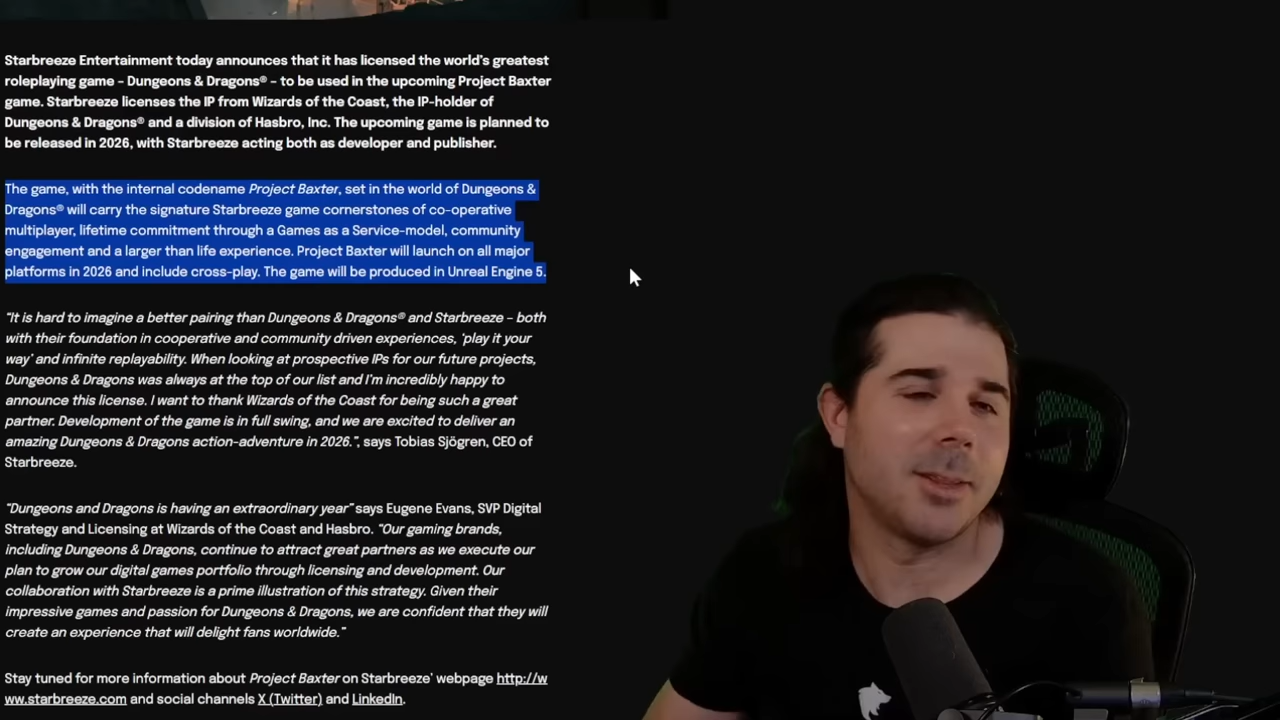 Starbreeze Entertainment today announces that it has licensed the world's greatest
roleplaying game – Dungeons & Dragons® – to be used in the upcoming Project Baxter
game. Starbreeze licenses the IP from Wizards of the Coast, the IP-holder of
Dungeons & Dragons® and a division of Hasbro, Inc. The upcoming game is planned to
be released in 2026, with Starbreeze acting both as developer and publisher.
The game, with the internal codename Project Baxter, set in the world of Dungeons &
Dragons® will carry the signature Starbreeze game cornerstones of co-operative
multiplayer, lifetime commitment through a Games as a Service-model, community
engagement and a larger than life experience. Project Baxter will launch on all major
platforms in 2026 and include cross-play. The game will be produced in Unreal Engine 5.
“It is hard to imagine a better pairing than Dungeons & Dragons® and Starbreeze – both
with their foundation in cooperative and community driven experiences, ‘play it your
way’ and infinite replayability. When looking at prospective IPs for our future projects,
Dungeons & Dragons was always at the top of our list and I’m incredibly happy to
announce this license. I want to thank Wizards of the Coast for being such a great
partner. Development of the game is in full swing, and we are excited to deliver an
amazing Dungeons & Dragons action-adventure in 2026.”, says Tobias Sjögren, CEO of
Starbreeze.
“Dungeons and Dragons is having an extraordinary year” says Eugene Evans, SVP Digital
Strategy and Licensing at Wizards of the Coast and Hasbro. “Our gaming brands,
including Dungeons & Dragons, continue to attract great partners as we execute our
plan to grow our digital games portfolio through licensing and development. Our
collaboration with Starbreeze is a prime illustration of this strategy. Given their
impressive games and passion for Dungeons & Dragons, we are confident that they will
create an experience that will delight fans worldwide.”
Stay tuned for more information about Project Baxter on Starbreeze’ webpage http://w
ww.starbreeze.com and social channels X (Twitter) and LinkedIn.